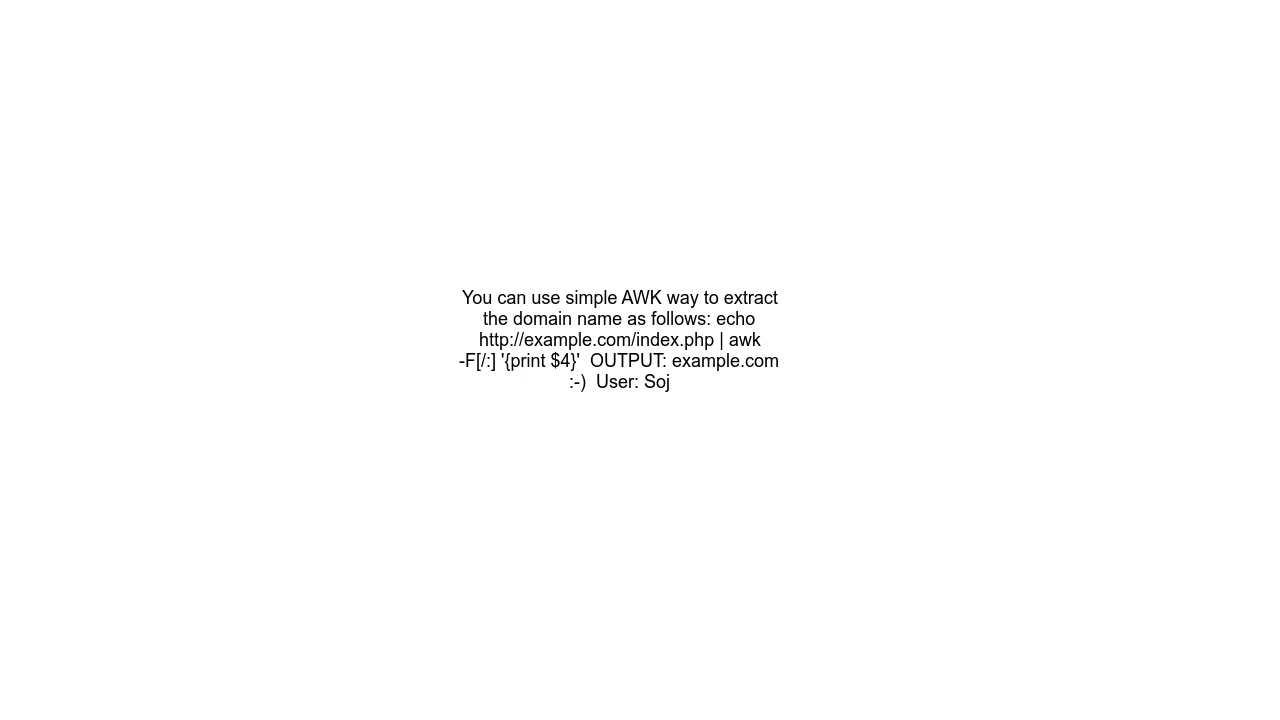 You can use simple AWK way to extract
the domain name as follows: echo
http://example.com/index.php | awk
-F[/:] '{print $4}'  OUTPUT: example.com
:-)  User: Soj